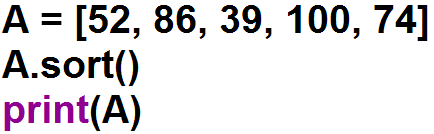 A = [52, 86, 39, 100, 74]
A.sort()
print(A)